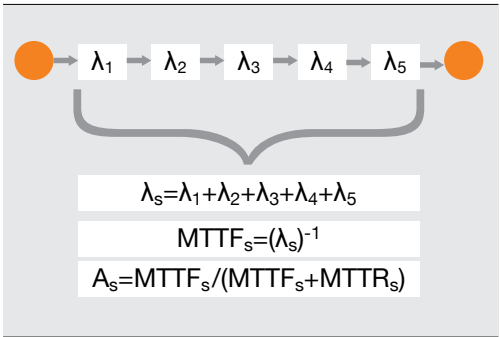 λ₁ λ₂ λ₃ λ₄ λ₅
λₛ=λ₁+λ₂+λ₃+λ₄+λ₅
MTTFₛ=(λₛ)⁻¹
Aₛ=MTTFₛ/(MTTFₛ+MTTRₛ)